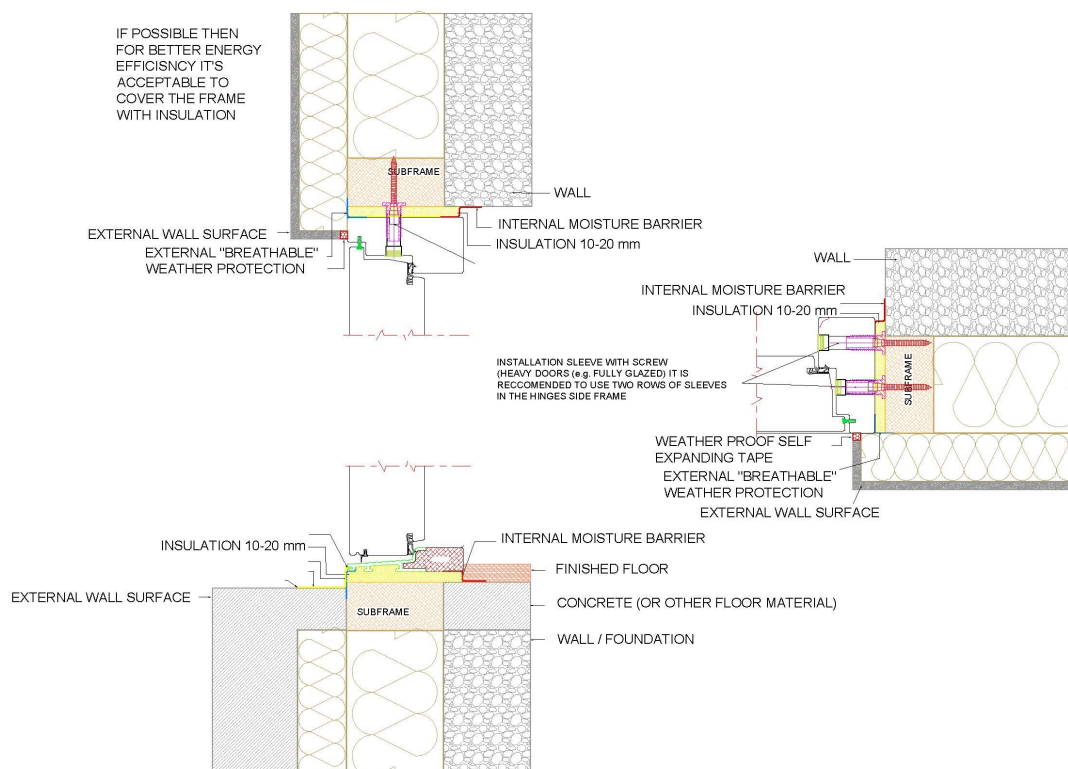 IF POSSIBLE THEN
FOR BETTER ENERGY
EFFICISNCY IT'S
ACCEPTABLE TO
COVER THE FRAME
WITH INSULATION
SUBFRAME
WALL
INTERNAL MOISTURE BARRIER
EXTERNAL WALL SURFACE
INSULATION 10-20 mm
EXTERNAL "BREATHABLE"
WEATHER PROTECTION
WALL
INTERNAL MOISTURE BARRIER
INSULATION 10-20 mm
INSTALLATION SLEEVE WITH SCREW
(HEAVY DOORS (e.g. FULLY GLAZED) IT IS
RECCOMENDED TO USE TWO ROWS OF SLEEVES
IN THE HINGES SIDE FRAME
SUBFRAME
WEATHER PROOF SELF
EXPANDING TAPE
EXTERNAL "BREATHABLE"
WEATHER PROTECTION
EXTERNAL WALL SURFACE
INSULATION 10-20 mm
INTERNAL MOISTURE BARRIER
FINISHED FLOOR
EXTERNAL WALL SURFACE
SUBFRAME
CONCRETE (OR OTHER FLOOR MATERIAL)
WALL / FOUNDATION